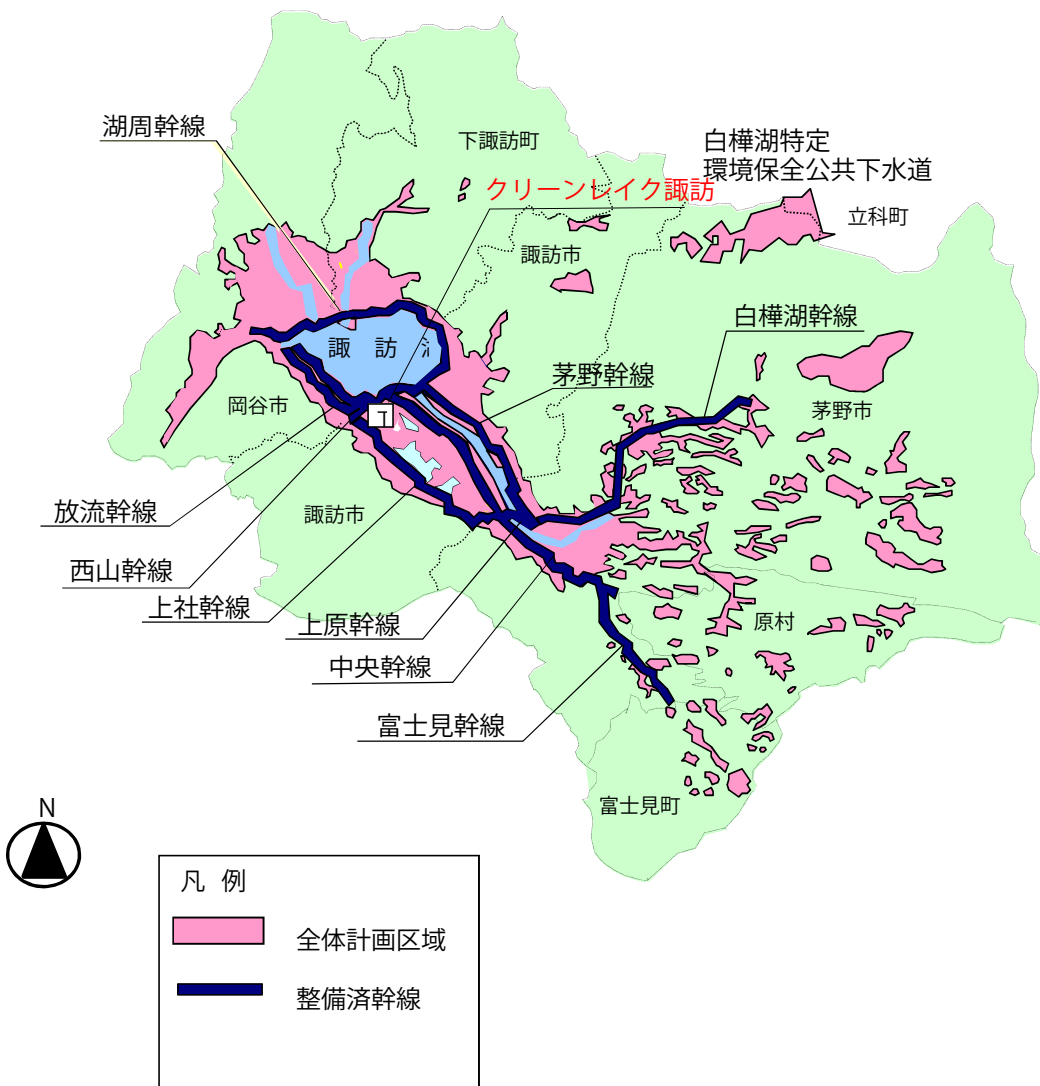 湖周幹線
下諏訪町
白樺湖特定
環境保全公共下水道
クリーンレイク諏訪
立科町
諏訪市
白樺湖幹線
諏訪
茅野幹線
岡谷市
茅野市
放流幹線
諏訪市
西山幹線
上社幹線
上原幹線
原村
中央幹線
富士見幹線
富士見町
N
凡例
全体計画区域
整備済幹線